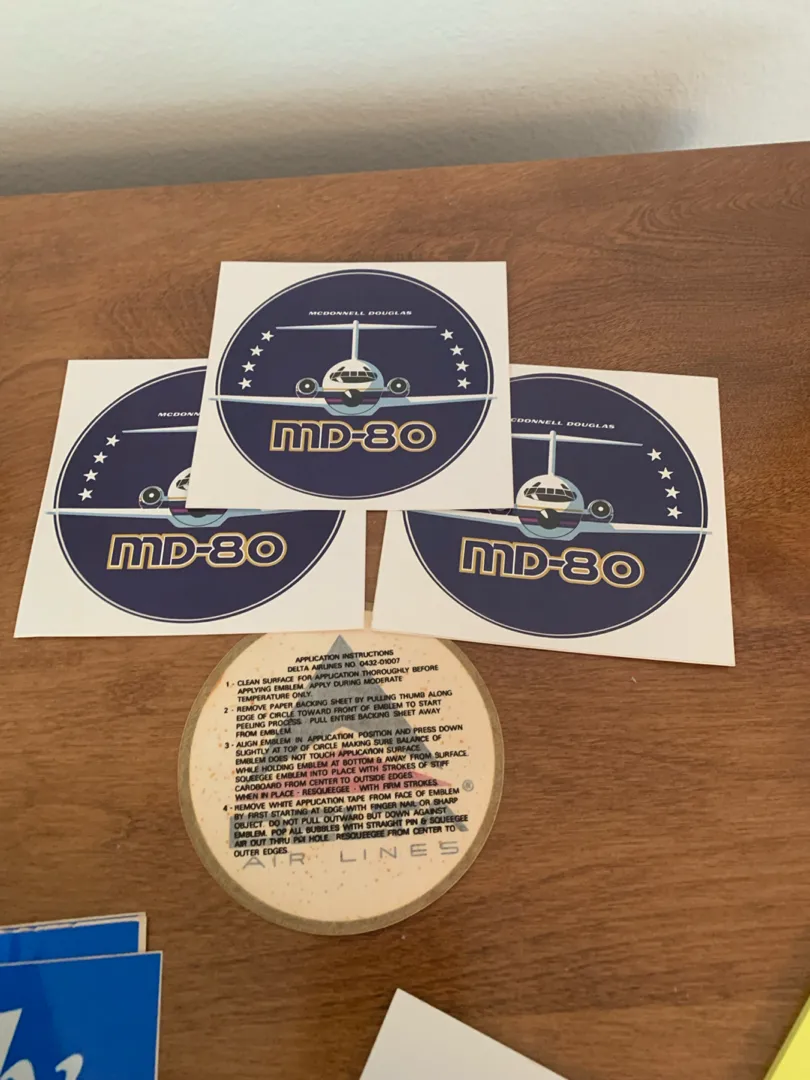 MCDONNELL DOUGLAS
MD-80
MCDONN
MD-80
CDONNELL DOUGLAS
MD-80
APPLICATION INSTRUCTIONS
DELTA AIRLINES NO. 0432-01007
1 - CLEAN SURFACE FOR APPLICATION THOROUGHLY BEFORE
APPLYING EMBLEM. APPLY DURING MODERATE
TEMPERATURE ONLY.
2 - REMOVE PAPER BACKING SHEET BY PULLING THUMB ALONG
EDGE OF CIRCLE TOWARD FRONT OF EMBLEM TO START
PEELING PROCESS. PULL ENTIRE BACKING SHEET AWAY
FROM EMBLEM.
3 - ALIGN EMBLEM IN APPLICATION POSITION AND PRESS DOWN
SLIGHTLY AT TOP OF CIRCLE MAKING SURE BALANCE OF
EMBLEM DOES NOT TOUCH APPLICATION SURFACE.
WHILE HOLDING EMBLEM AT BOTTOM & AWAY FROM SURFACE
SQUEEGEE EMBLEM INTO PLACE WITH STROKES OF STIFF
CARDBOARD FROM CENTER TO OUTSIDE EDGES.
WHEN IN PLACE - RESQUEEGEE - WITH FIRM STROKES.
4 - REMOVE WHITE APPLICATION TAPE FROM FACE OF EMBLEM
BY FIRST STARTING AT EDGE WITH FINGER NAIL OR SHARP
OBJECT. DO NOT PULL OUTWARD BUT DOWN AGAINST
EMBLEM. POP ALL BUBBLES WITH STRAIGHT PIN & SQUEEGEE
AIR OUT THRU PIN HOLE. RESQUEEGEE FROM CENTER TO
OUTER EDGES.
®
AIR LINES